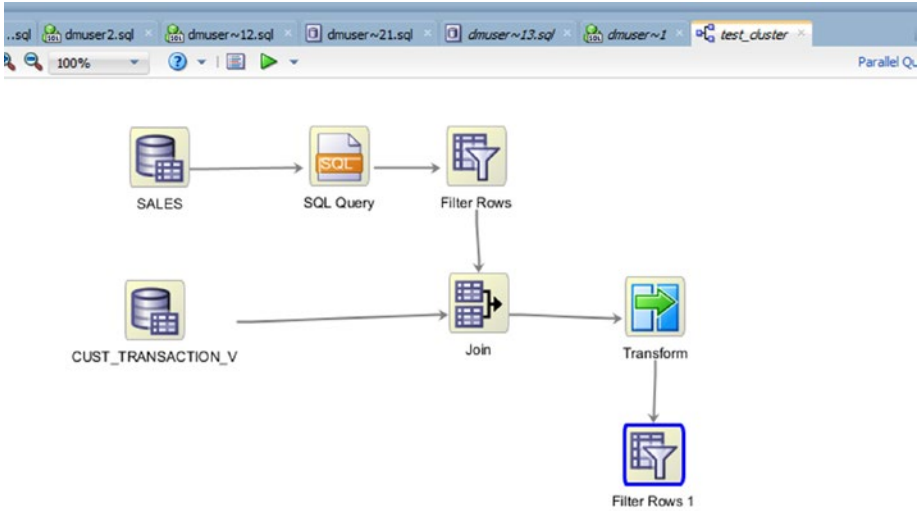 ..sql dmuser2.sql dmuser~12.sql dmuser~21.sql dmuser~13.sql dmuser~1 test_cluster
100% Parallel Qu
SALES SQL SQL Query Filter Rows
CUST_TRANSACTION_V Join Transform
Filter Rows 1